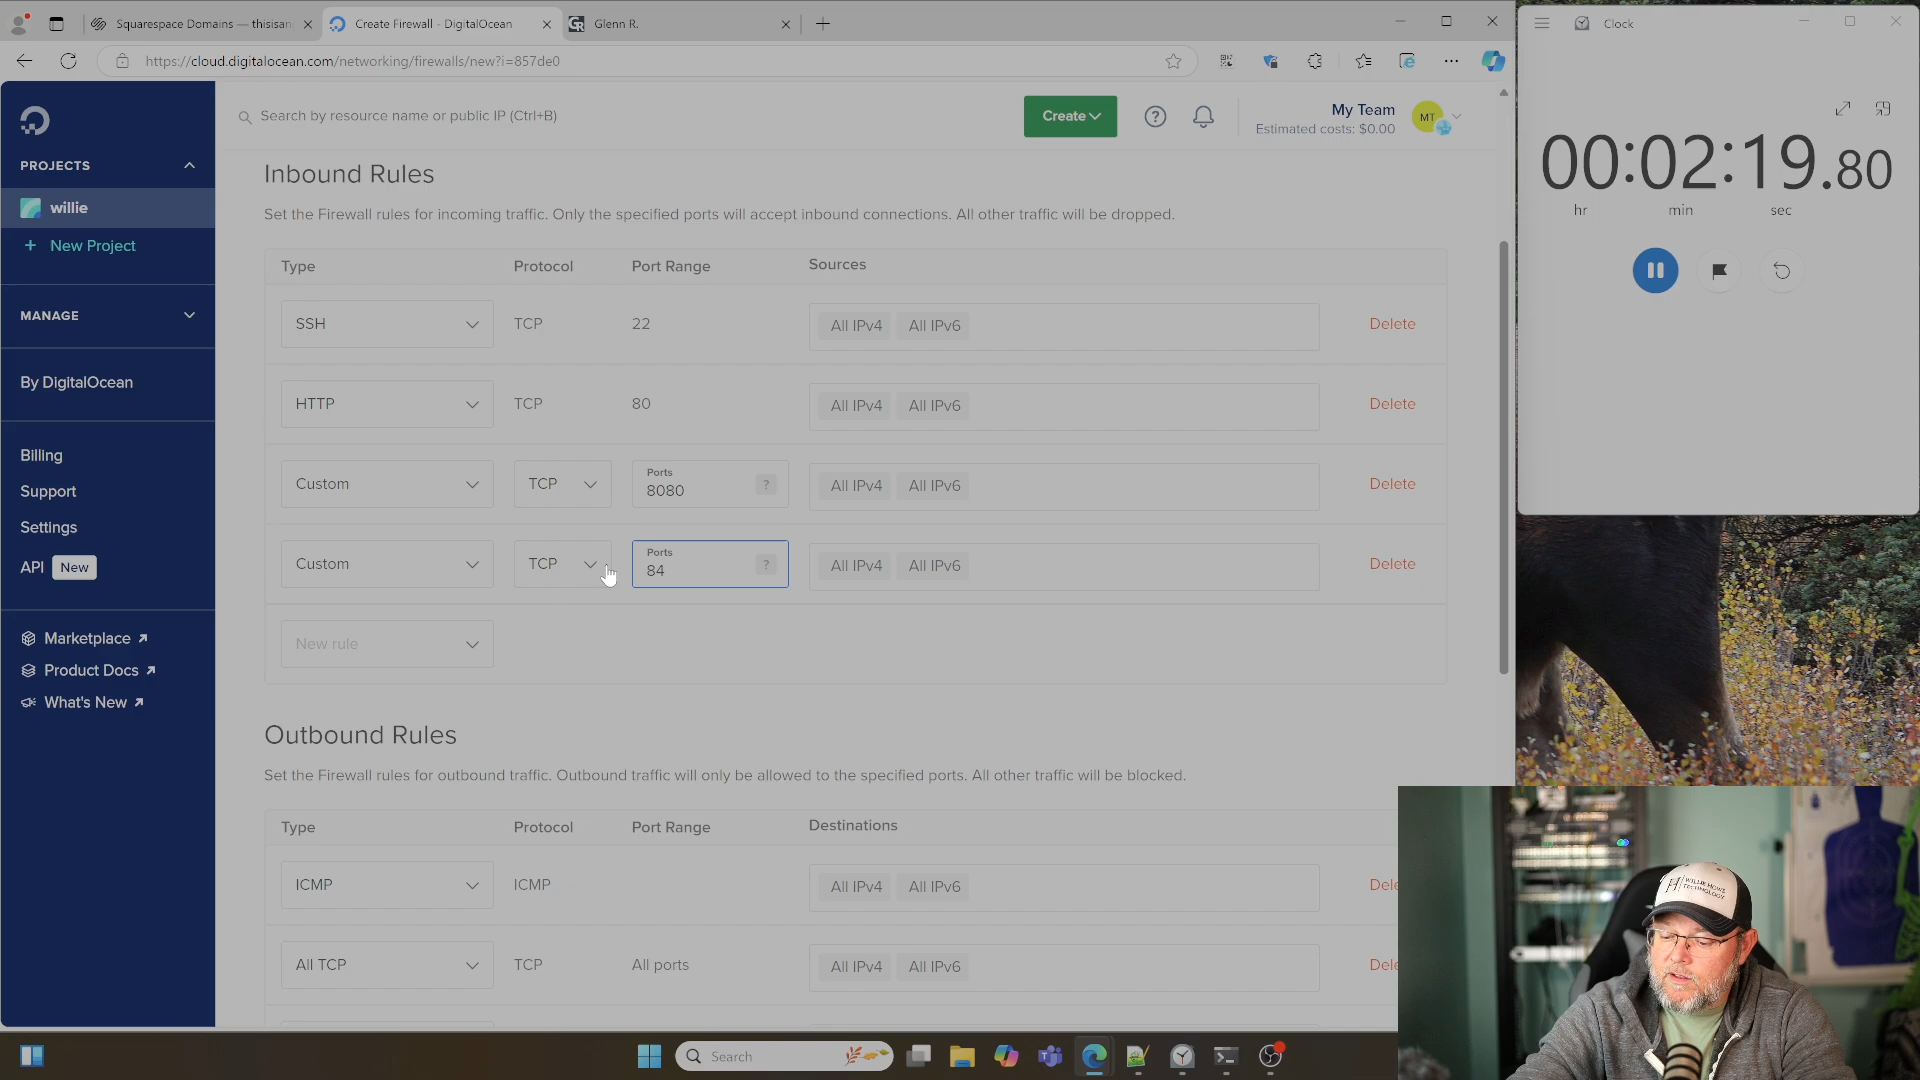 Squarespace Domains — thisisan
Create Firewall - DigitalOcean
GR
Glenn R.
Clock
https://cloud.digitalocean.com/networking/firewalls/new?i=857de0
Search by resource name or public IP (Ctrl+B)
Create
My Team
Estimated costs: $0.00
MT
00:02:19.80
hr
min
sec
PROJECTS
willie
+ New Project
MANAGE
By DigitalOcean
Billing
Support
Settings
API New
Marketplace
Product Docs
What's New
Inbound Rules
Set the Firewall rules for incoming traffic. Only the specified ports will accept inbound connections. All other traffic will be dropped.
Type Protocol Port Range Sources
SSH TCP 22 All IPv4 All IPv6 Delete
HTTP TCP 80 All IPv4 All IPv6 Delete
Ports
Custom TCP 8080 ? All IPv4 All IPv6 Delete
Ports
Custom TCP 84 ? All IPv4 All IPv6 Delete
New rule
Outbound Rules
Set the Firewall rules for outbound traffic. Outbound traffic will only be allowed to the specified ports. All other traffic will be blocked.
Type Protocol Port Range Destinations
ICMP ICMP All IPv4 All IPv6 Dele
All TCP TCP All ports All IPv4 All IPv6 Dele
WILLIE HOWE
TECHNOLOGY
Search